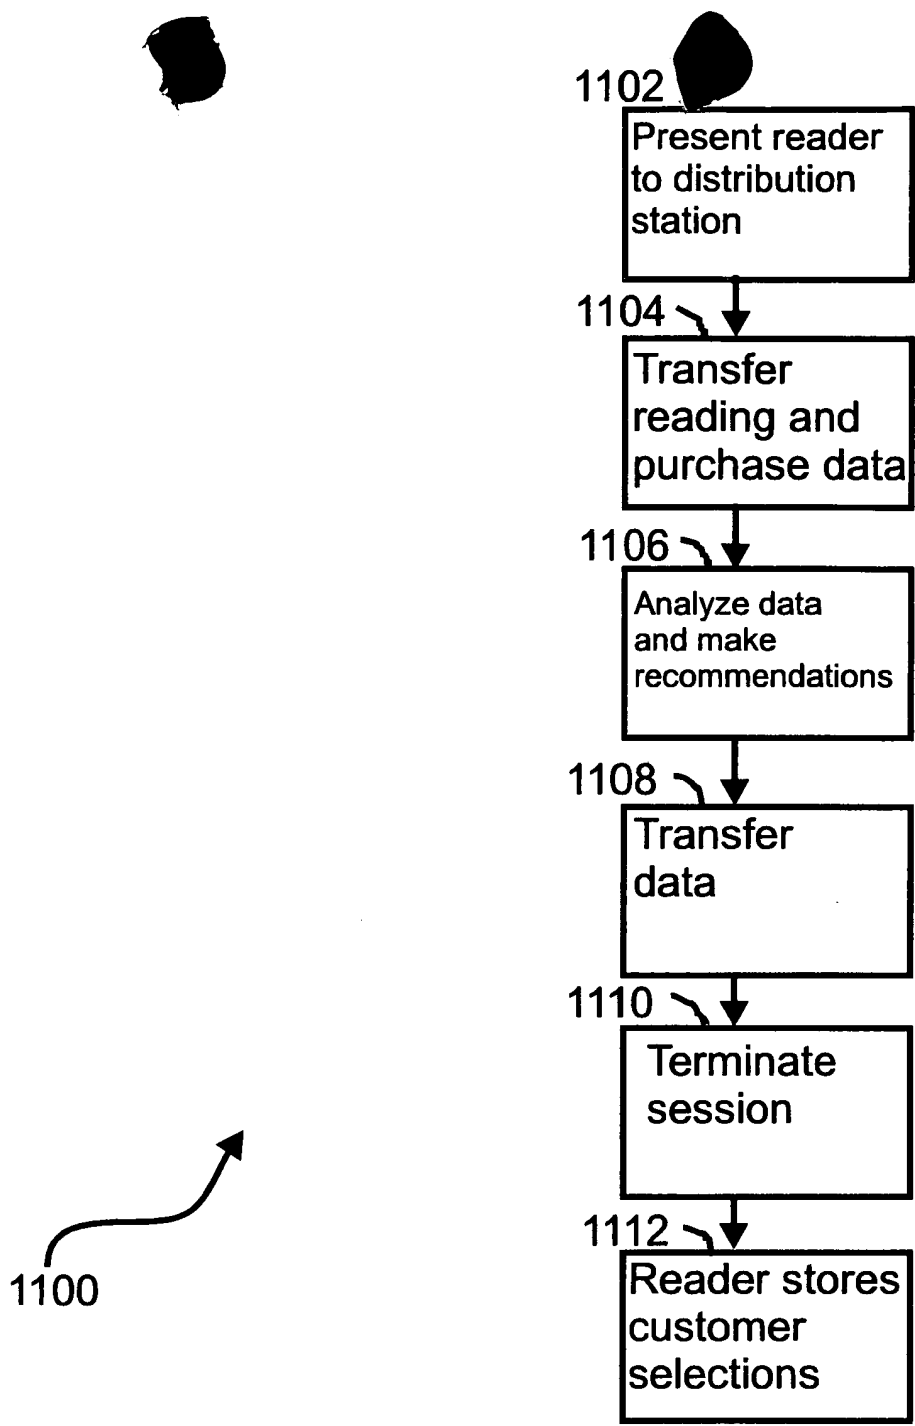 1102
Present reader
to distribution
station
1104
Transfer
reading and
purchase data
1106
Analyze data
and make
recommendations
1108
Transfer
data
1110
Terminate
session
1112
Reader stores
customer
selections
1100